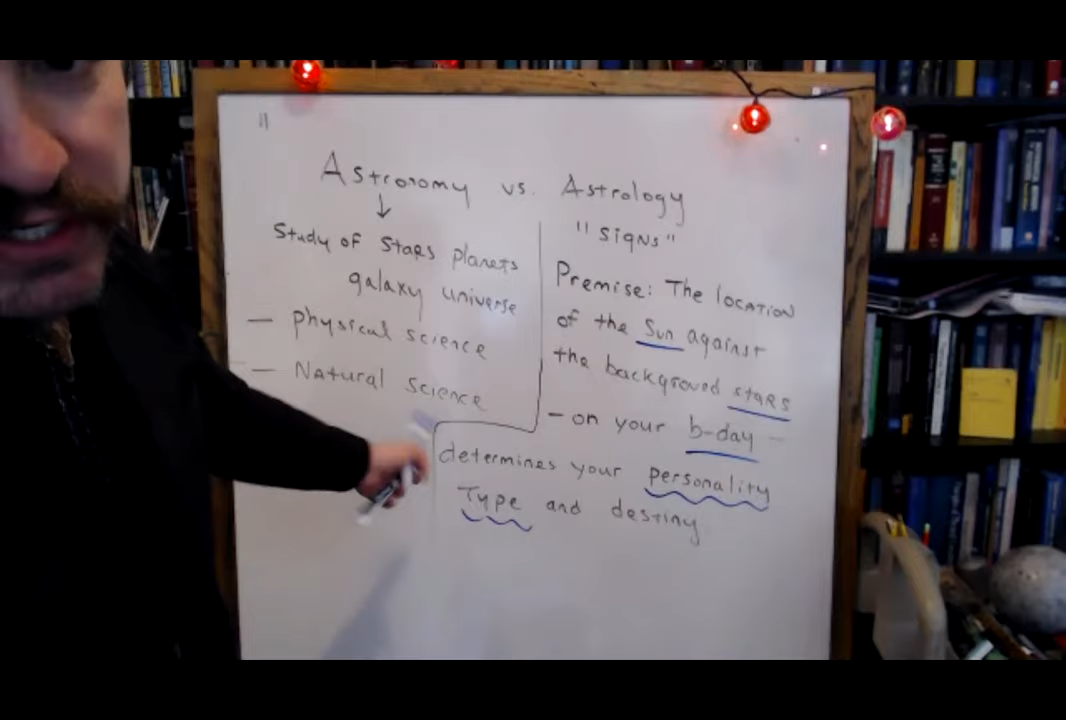 11
Astronomy vs. Astrology
Study of Stars planets
galaxy universe
— physical science
— Natural science
"Signs"
Premise: The location
of the Sun against
the background stars
- on your b-day -
determines your personality
Type and destiny